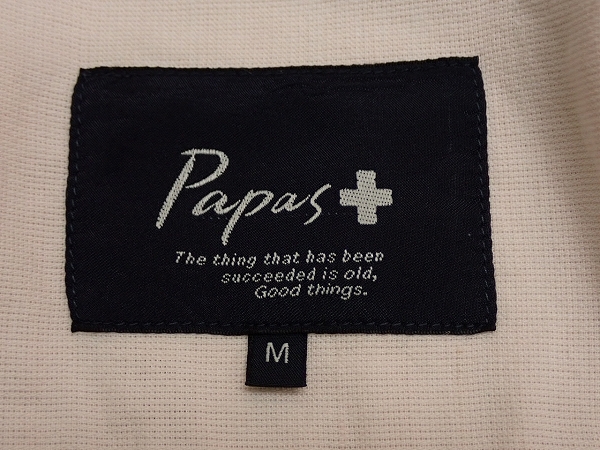 Papas+
The thing that has been
succeeded is old,
Good things.
M